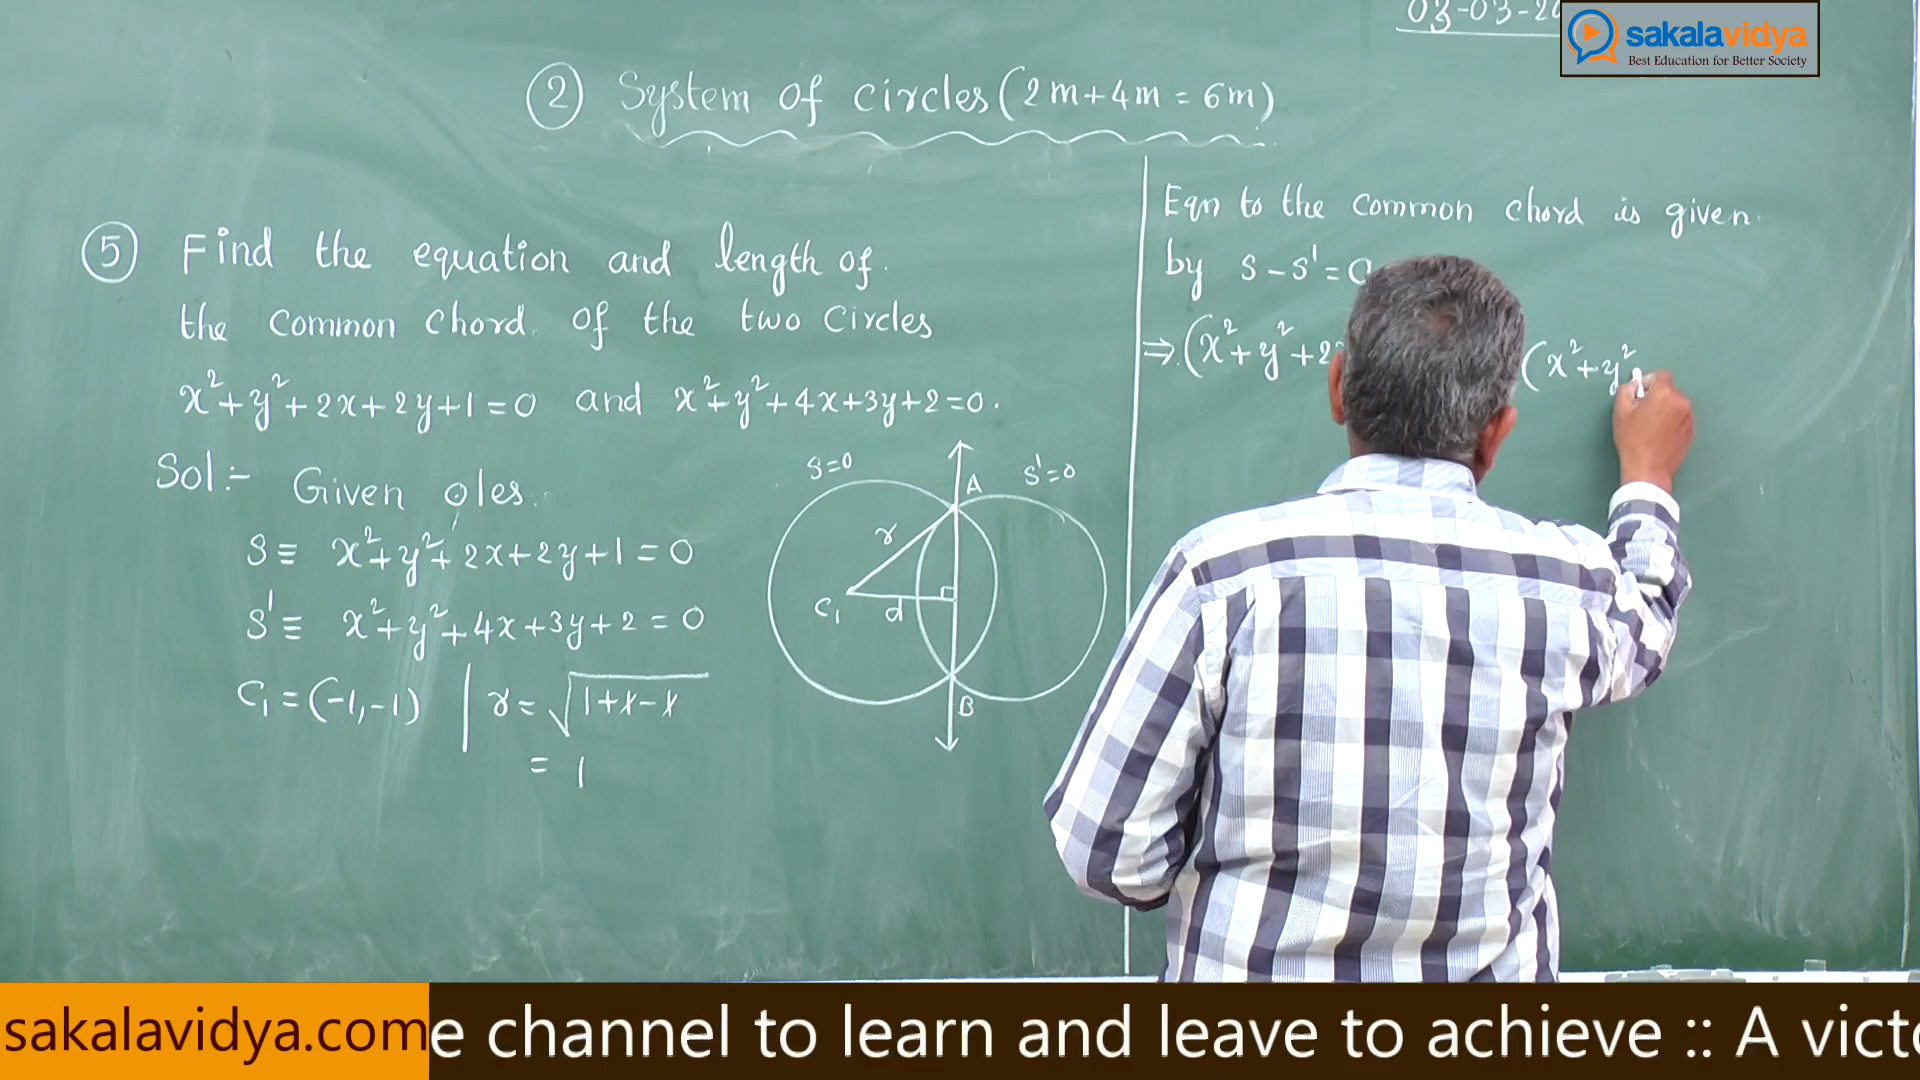 03-03-20
sakalavidya
Best Education for Better Society
② System of circles (2m+4m = 6m)
⑤ Find the equation and length of
the common chord of the two circles
x²+y²+2x+2y+1=0 and x²+y²+4x+3y+2=0.
Sol:- Given ⊙les
S≡ x²+y²+2x+2y+1=0
S'≡ x²+y²+4x+3y+2=0
C₁=(-1,-1) | r=√1+1-1
= 1
S=0
S'=0
A
r
C₁ d
B
Eqn to the common chord is given
by S-S'=0
⇒(x²+y²+2 (x²+y²
sakalavidya.com e channel to learn and leave to achieve :: A victo